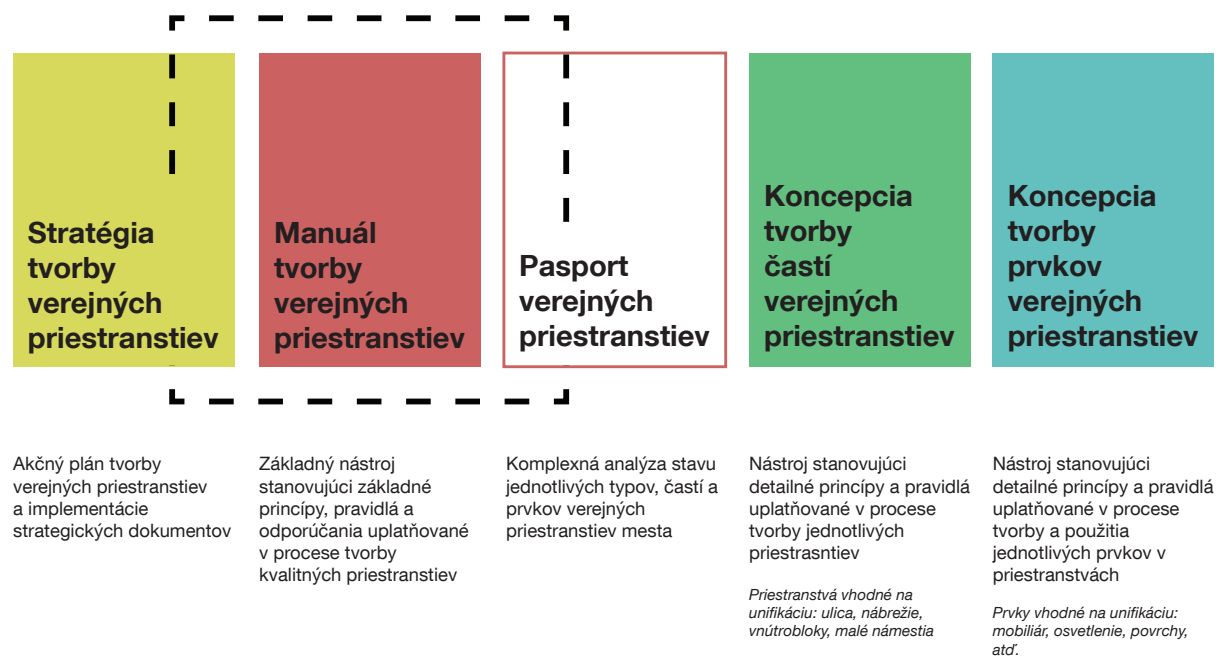 Stratégia
tvorby
verejných
priestranstiev
Manuál
tvorby
verejných
priestranstiev
Pasport
verejných
priestranstiev
Koncepcia
tvorby
častí
verejných
priestranstiev
Koncepcia
tvorby
prvkov
verejných
priestranstiev
Akčný plán tvorby
verejných priestranstiev
a implementácie
strategických dokumentov
Základný nástroj
stanovujúci základné
princípy, pravidlá a
odporúčania uplatňované
v procese tvorby
kvalitných priestranstiev
Komplexná analýza stavu
jednotlivých typov, častí a
prvkov verejných
priestranstiev mesta
Nástroj stanovujúci
detailné princípy a pravidlá
uplatňované v procese
tvorby jednotlivých
priestrasntiev
Priestranstvá vhodné na
unifikáciu: ulica, nábrežie,
vnútrobloky, malé námestia
Nástroj stanovujúci
detailné princípy a pravidlá
uplatňované v procese
tvorby a použitia
jednotlivých prvkov v
priestranstvách
Prvky vhodné na unifikáciu:
mobiliár, osvetlenie, povrchy,
atď.